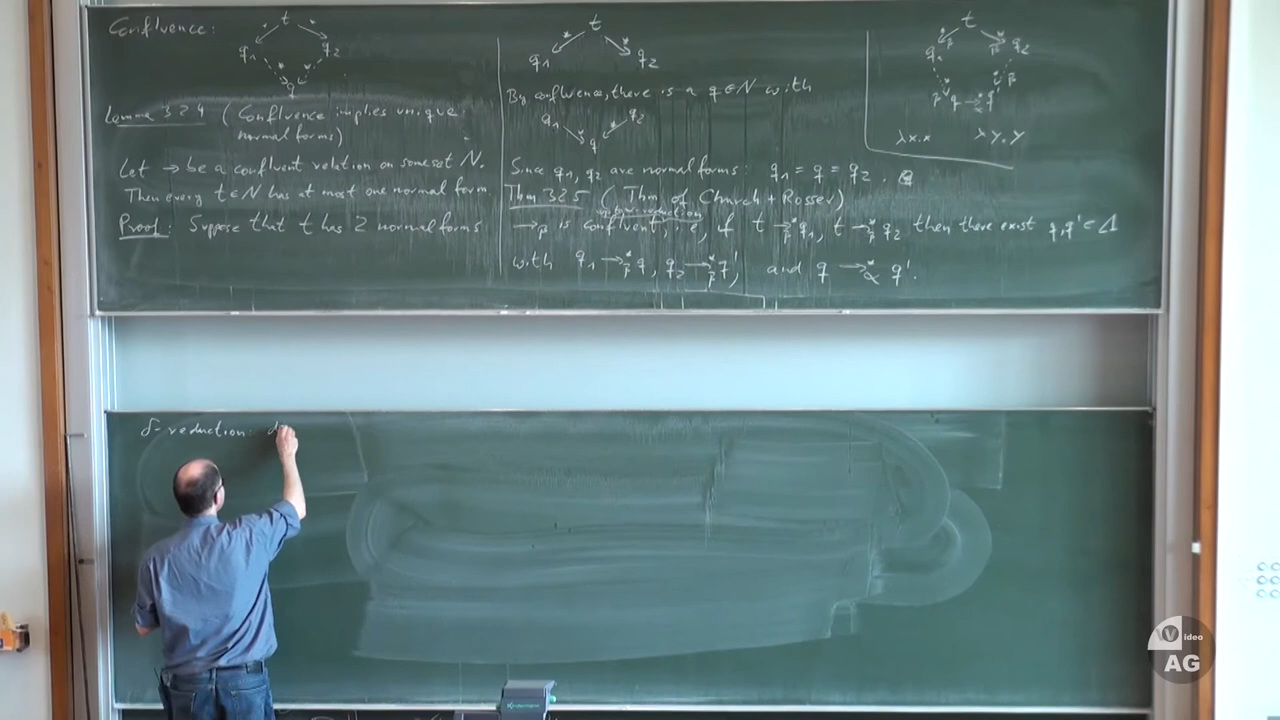 Confluence:
t
q1 q2
q
Lemma 3.2.4 (Confluence implies unique
normal forms)
Let → be a confluent relation on some set N.
Then every t ∈ N has at most one normal form.
Proof: Suppose that t has 2 normal forms
t
q1 q2
By confluence, there is a q ∈ N with
q1 q2
q
Since q1, q2 are normal forms: q1 = q = q2.
Thm 3.2.5 (Thm of Church + Rosser)
→β is confluent, i.e., if t →*β q1, t →*β q2 then there exist q, q' ∈ Λ
with q1 →*β q, q2 →*β q', and q →*α q'.
t
q1 q2
q →*α q'
λx.x λy.y
δ-reduction:
Kindermann
Video
AG